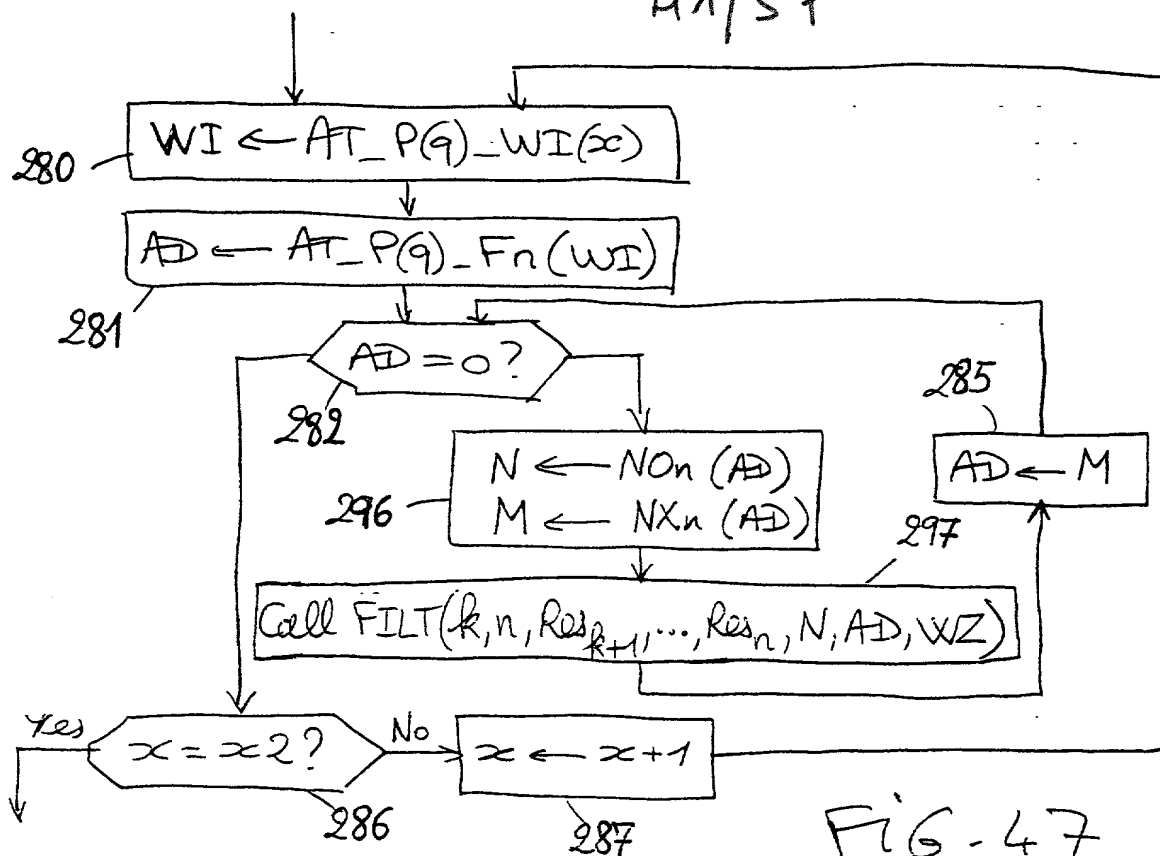 WI ← AT_P(q)_WI(x)
280
AD ← AT_P(q)_Fn(WI)
281
AD = 0?
282
285
N ← NOn (AD)
M ← NXn (AD)
296
AD ← M
297
Call FILT(k, n, Res_{k+1}, ..., Res_n, N, AD, WZ)
Yes
x = x2?
No
x ← x+1
286
287
FiG. 47